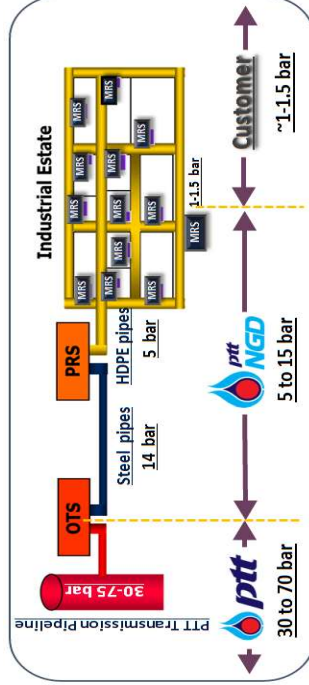 Industrial Estate
PTT Transmission Pipeline
30-75 bar
OTS
Steel pipes
14 bar
PRS
HDPE pipes
5 bar
MRS
MRS
MRS
MRS
MRS
MRS
MRS
MRS
MRS
MRS
MRS
MRS
MRS
1-1.5 bar
ptt
30 to 70 bar
ptt
NGD
5 to 15 bar
Customer
~1-1.5 bar